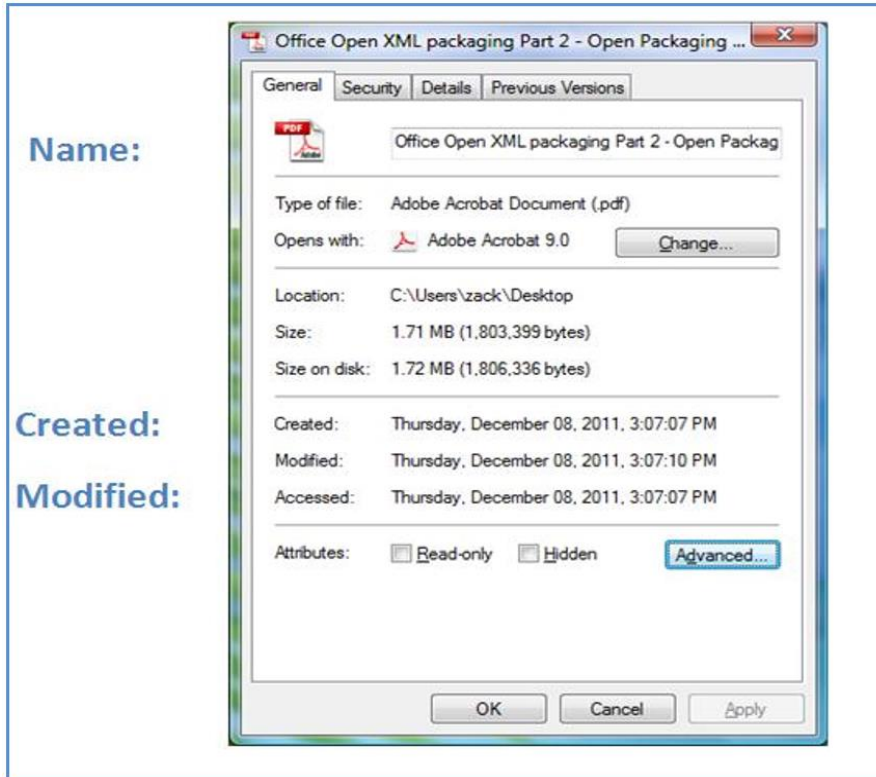 Office Open XML packaging Part 2 - Open Packaging ...
General Security Details Previous Versions
Name:
PDF
Adobe
Office Open XML packaging Part 2 - Open Packag
Type of file: Adobe Acrobat Document (.pdf)
Opens with: Adobe Acrobat 9.0 Change...
Location: C:\Users\zack\Desktop
Size: 1.71 MB (1,803,399 bytes)
Size on disk: 1.72 MB (1,806,336 bytes)
Created:
Created: Thursday, December 08, 2011, 3:07:07 PM
Modified: Thursday, December 08, 2011, 3:07:10 PM
Modified:
Accessed: Thursday, December 08, 2011, 3:07:07 PM
Attributes: Read-only Hidden Advanced...
OK Cancel Apply